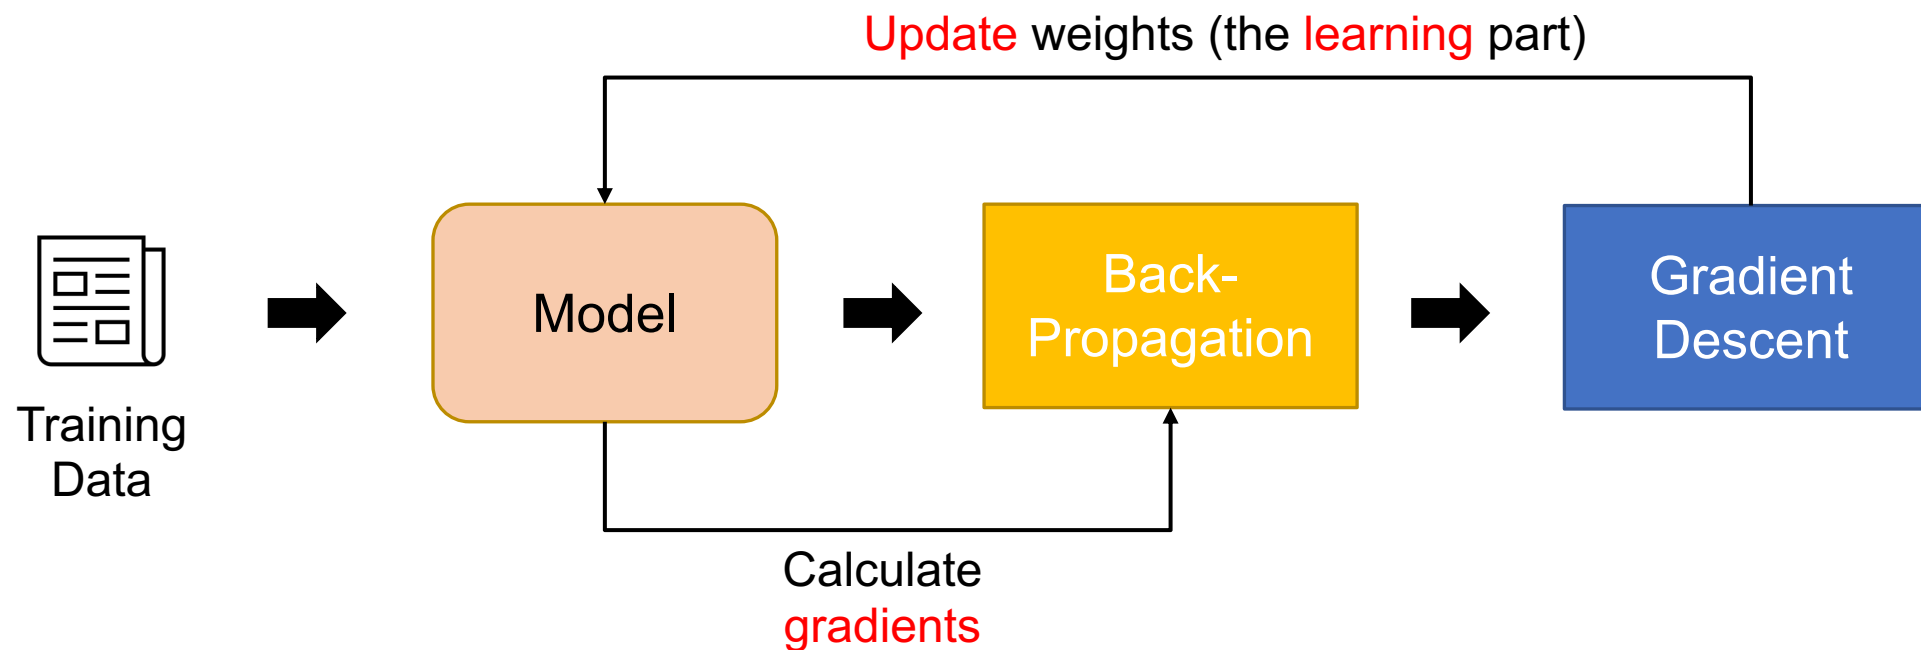 Update weights (the learning part)
Training
Data
Model
Back-
Propagation
Gradient
Descent
Calculate
gradients